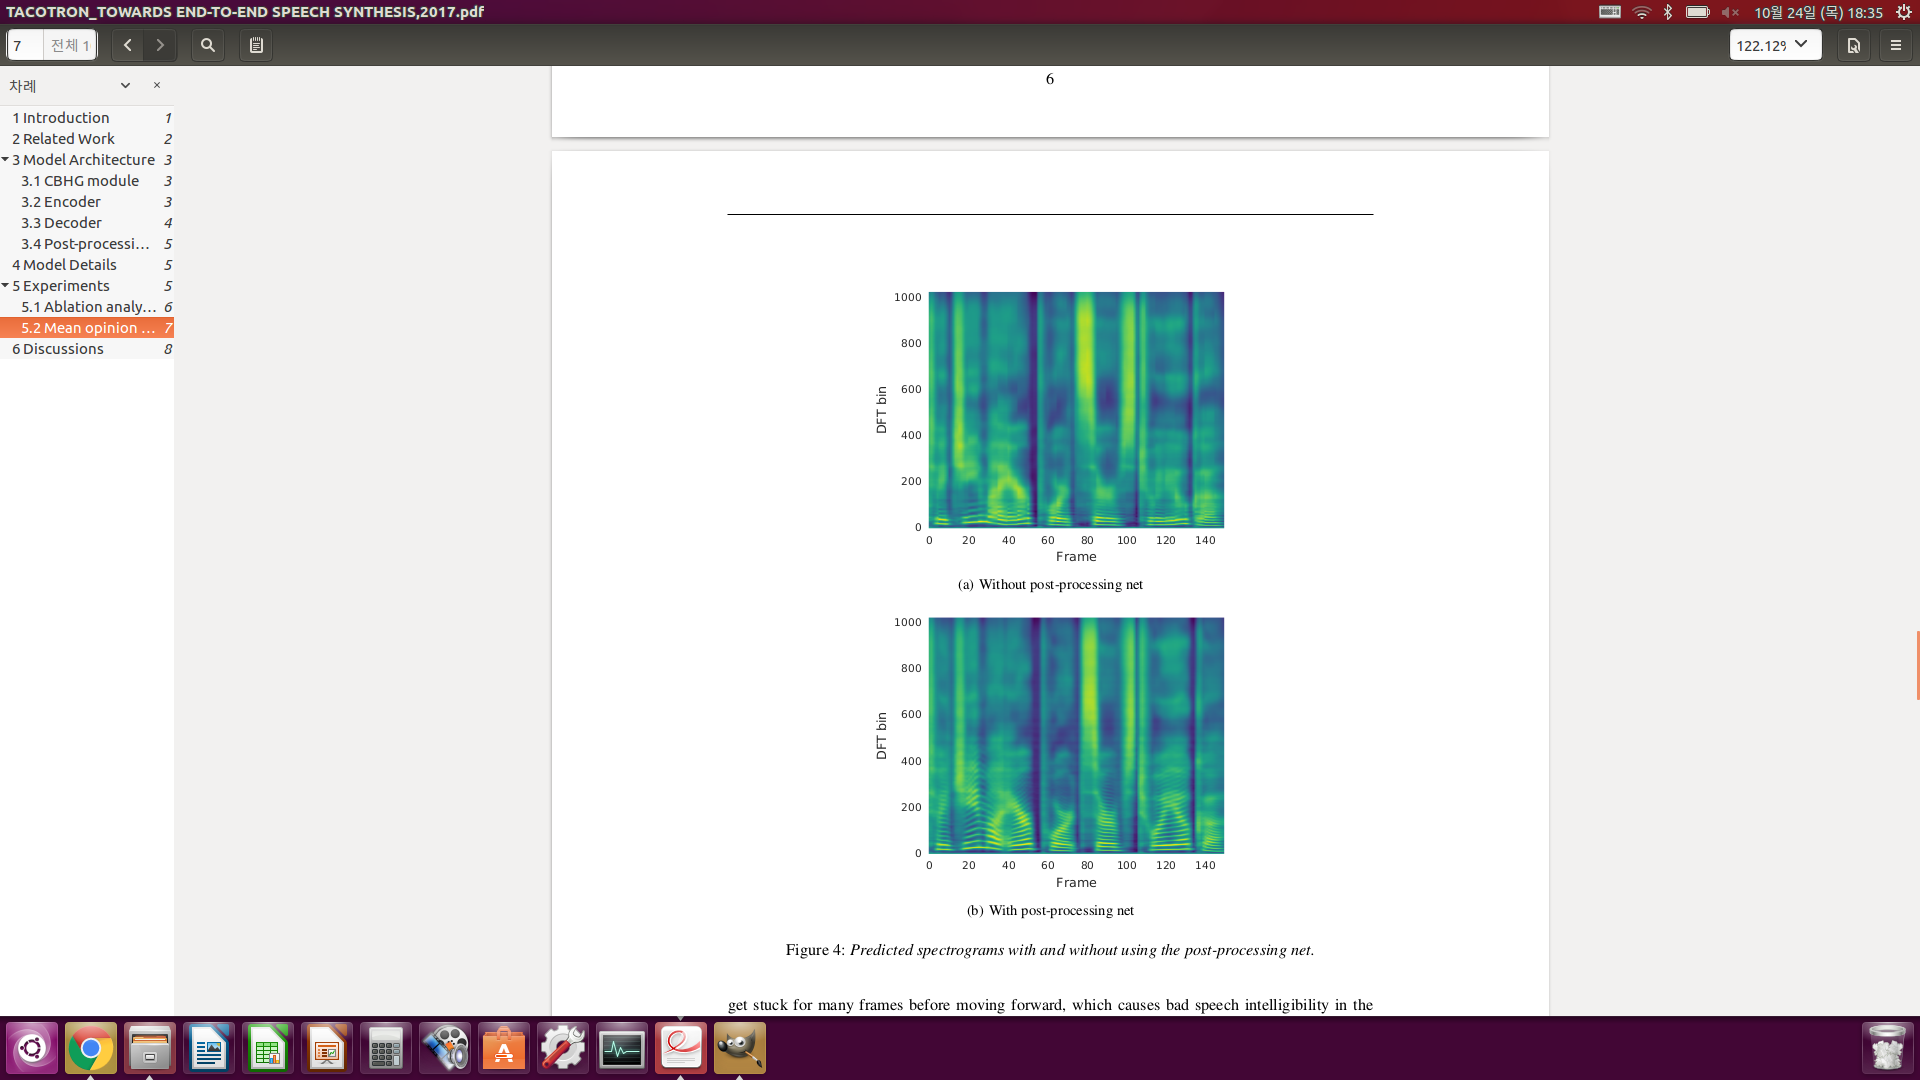 TACOTRON_TOWARDS END-TO-END SPEECH SYNTHESIS,2017.pdf
10월 24일 (목) 18:35
7 전체 1
122.12%
차례
1 Introduction 1
2 Related Work 2
3 Model Architecture 3
3.1 CBHG module 3
3.2 Encoder 3
3.3 Decoder 4
3.4 Post-processi… 5
4 Model Details 5
5 Experiments 5
5.1 Ablation analy… 6
5.2 Mean opinion … 7
6 Discussions 8
6
1000
800
600
400
200
0
DFT bin
0 20 40 60 80 100 120 140
Frame
(a) Without post-processing net
1000
800
600
400
200
0
DFT bin
0 20 40 60 80 100 120 140
Frame
(b) With post-processing net
Figure 4: Predicted spectrograms with and without using the post-processing net.
get stuck for many frames before moving forward, which causes bad speech intelligibility in the